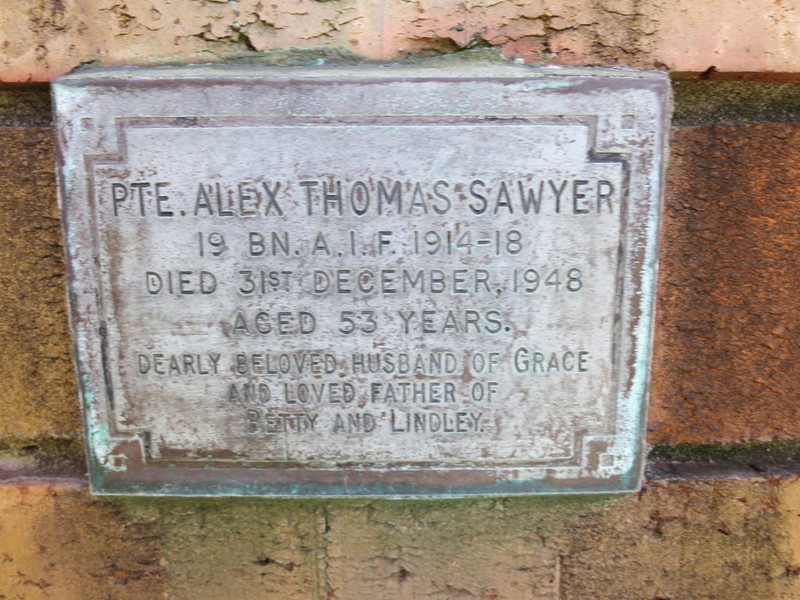 PTE. ALEX THOMAS SAWYER
19 BN. A.I.F. 1914-18
DIED 31ST DECEMBER, 1948
AGED 53 YEARS.
DEARLY BELOVED HUSBAND OF GRACE
AND LOVED FATHER OF
BETTY AND LINDLEY.